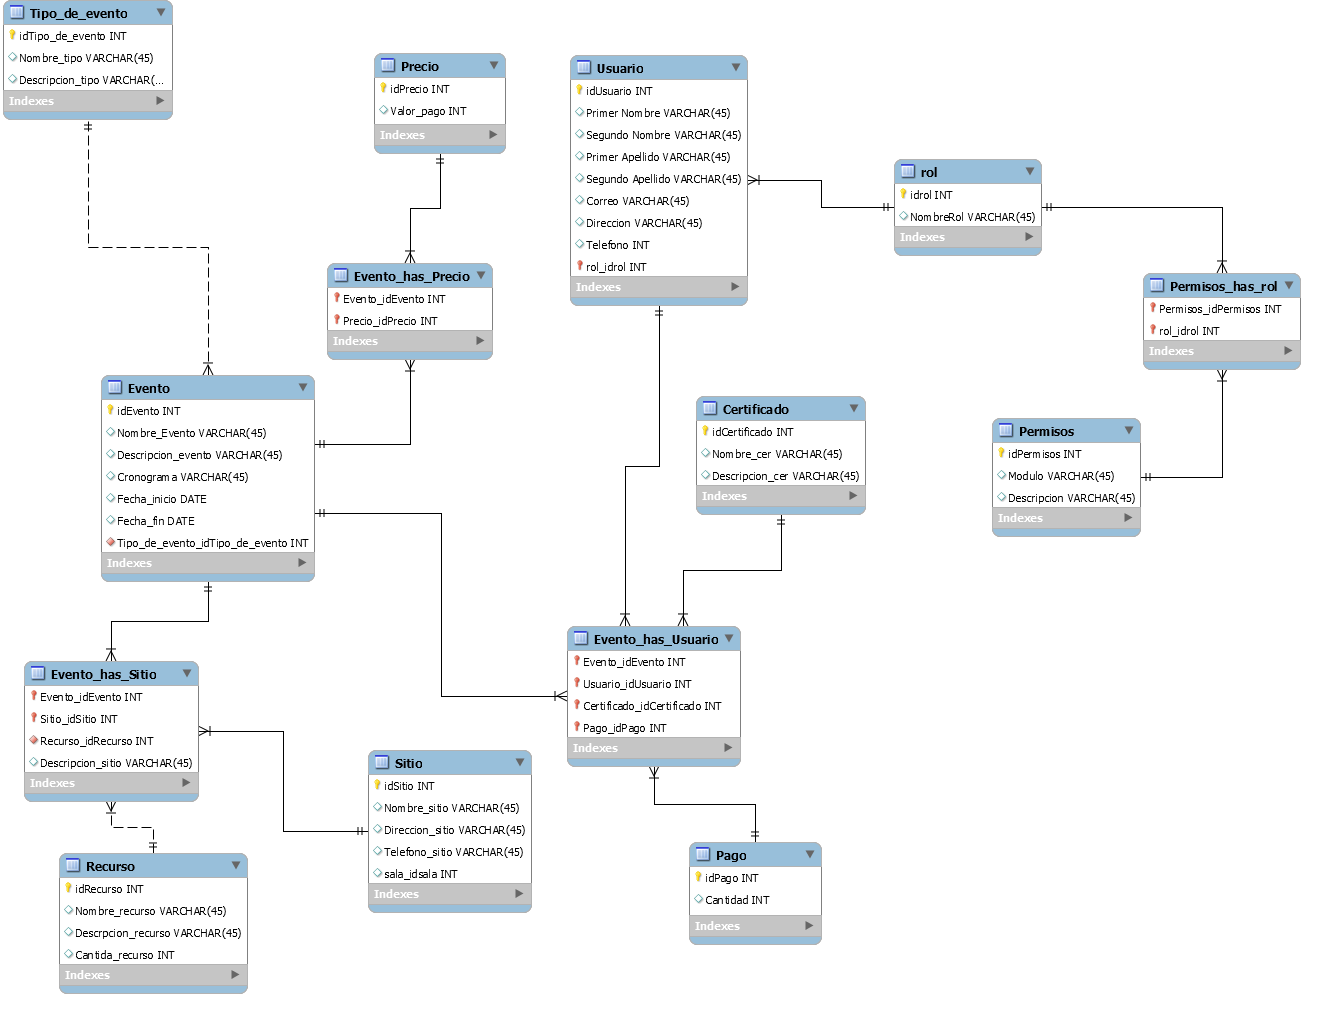 Tipo_de_evento
idTipo_de_evento INT
Nombre_tipo VARCHAR(45)
Descripcion_tipo VARCHAR(...
Indexes
Precio
idPrecio INT
Valor_pago INT
Indexes
Usuario
idUsuario INT
Primer Nombre VARCHAR(45)
Segundo Nombre VARCHAR(45)
Primer Apellido VARCHAR(45)
Segundo Apellido VARCHAR(45)
Correo VARCHAR(45)
Direccion VARCHAR(45)
Telefono INT
rol_idrol INT
Indexes
rol
idrol INT
NombreRol VARCHAR(45)
Indexes
Evento_has_Precio
Evento_idEvento INT
Precio_idPrecio INT
Indexes
Permisos_has_rol
Permisos_idPermisos INT
rol_idrol INT
Indexes
Evento
idEvento INT
Nombre_Evento VARCHAR(45)
Descripcion_evento VARCHAR(45)
Cronograma VARCHAR(45)
Fecha_inicio DATE
Fecha_fin DATE
Tipo_de_evento_idTipo_de_evento INT
Indexes
Certificado
idCertificado INT
Nombre_cer VARCHAR(45)
Descripcion_cer VARCHAR(45)
Indexes
Permisos
idPermisos INT
Modulo VARCHAR(45)
Descripcion VARCHAR(45)
Indexes
Evento_has_Usuario
Evento_idEvento INT
Usuario_idUsuario INT
Certificado_idCertificado INT
Pago_idPago INT
Indexes
Evento_has_Sitio
Evento_idEvento INT
Sitio_idSitio INT
Recurso_idRecurso INT
Descripcion_sitio VARCHAR(45)
Indexes
Sitio
idSitio INT
Nombre_sitio VARCHAR(45)
Direccion_sitio VARCHAR(45)
Telefono_sitio VARCHAR(45)
sala_idsala INT
Indexes
Recurso
idRecurso INT
Nombre_recurso VARCHAR(45)
Descrpcion_recurso VARCHAR(45)
Cantida_recurso INT
Indexes
Pago
idPago INT
Cantidad INT
Indexes